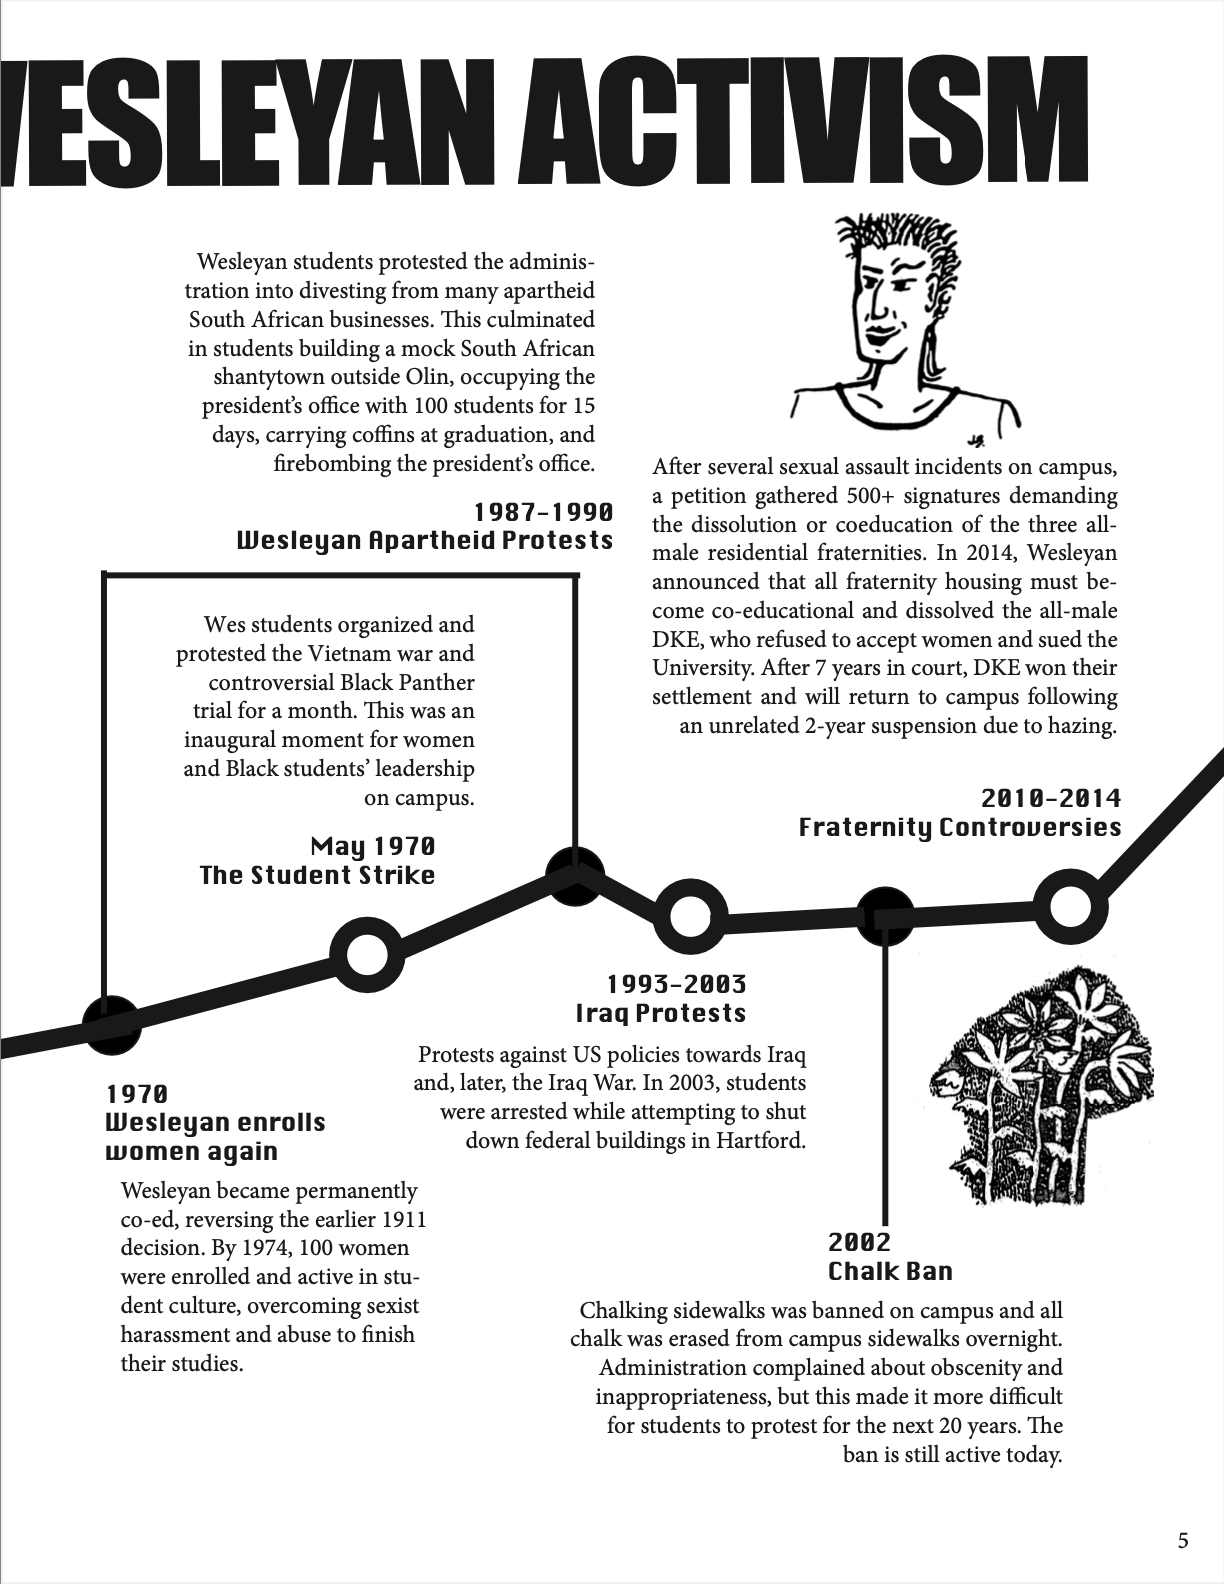 WESLEYAN ACTIVISM
Wesleyan students protested the adminis-
tration into divesting from many apartheid
South African businesses. This culminated
in students building a mock South African
shantytown outside Olin, occupying the
president's office with 100 students for 15
days, carrying coffins at graduation, and
firebombing the president's office.
1987-1990
Wesleyan Apartheid Protests
Wes students organized and
protested the Vietnam war and
controversial Black Panther
trial for a month. This was an
inaugural moment for women
and Black students' leadership
on campus.
May 1970
The Student Strike
After several sexual assault incidents on campus,
a petition gathered 500+ signatures demanding
the dissolution or coeducation of the three all-
male residential fraternities. In 2014, Wesleyan
announced that all fraternity housing must be-
come co-educational and dissolved the all-male
DKE, who refused to accept women and sued the
University. After 7 years in court, DKE won their
settlement and will return to campus following
an unrelated 2-year suspension due to hazing.
2010-2014
Fraternity Controversies
1970
Wesleyan enrolls
women again
Wesleyan became permanently
co-ed, reversing the earlier 1911
decision. By 1974, 100 women
were enrolled and active in stu-
dent culture, overcoming sexist
harassment and abuse to finish
their studies.
1993-2003
Iraq Protests
Protests against US policies towards Iraq
and, later, the Iraq War. In 2003, students
were arrested while attempting to shut
down federal buildings in Hartford.
2002
Chalk Ban
Chalking sidewalks was banned on campus and all
chalk was erased from campus sidewalks overnight.
Administration complained about obscenity and
inappropriateness, but this made it more difficult
for students to protest for the next 20 years. The
ban is still active today.
5